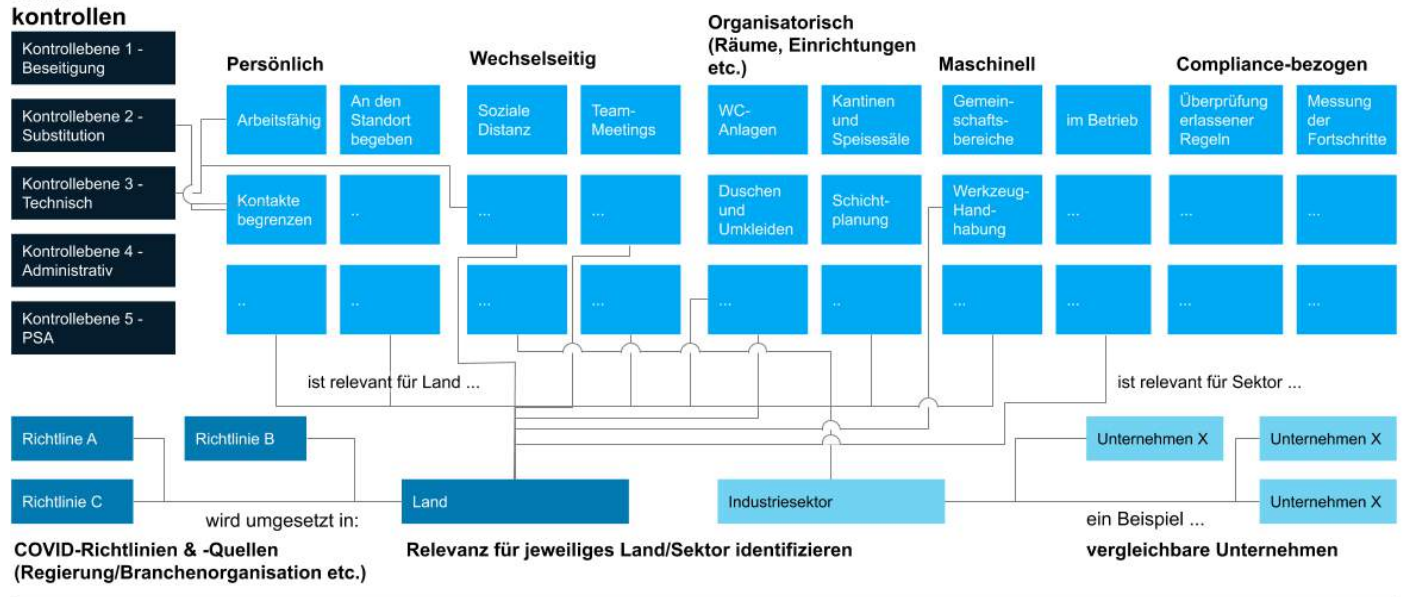 kontrollen
Kontrollebene 1 -
Beseitigung
Kontrollebene 2 -
Substitution
Kontrollebene 3 -
Technisch
Kontrollebene 4 -
Administrativ
Kontrollebene 5 -
PSA
Persönlich
Arbeitsfähig
An den
Standort
begeben
Kontakte
begrenzen
..
..
..
Wechselseitig
Soziale
Distanz
Team-
Meetings
...
...
...
...
Organisatorisch
(Räume, Einrichtungen
etc.)
WC-
Anlagen
Kantinen
und
Speisesäle
Duschen
und
Umkleiden
Schicht-
planung
...
...
Maschinell
Gemein-
schafts-
bereiche
im Betrieb
Werkzeug-
Hand-
habung
...
...
...
Compliance-bezogen
Überprüfung
erlassener
Regeln
Messung
der
Fortschritte
...
...
...
...
ist relevant für Land ...
ist relevant für Sektor ...
Richtline A
Richtlinie B
Richtlinie C
Land
wird umgesetzt in:
COVID-Richtlinien & -Quellen
(Regierung/Branchenorganisation etc.)
Industriesektor
Relevanz für jeweiliges Land/Sektor identifizieren
Unternehmen X
Unternehmen X
Unternehmen X
ein Beispiel ...
vergleichbare Unternehmen